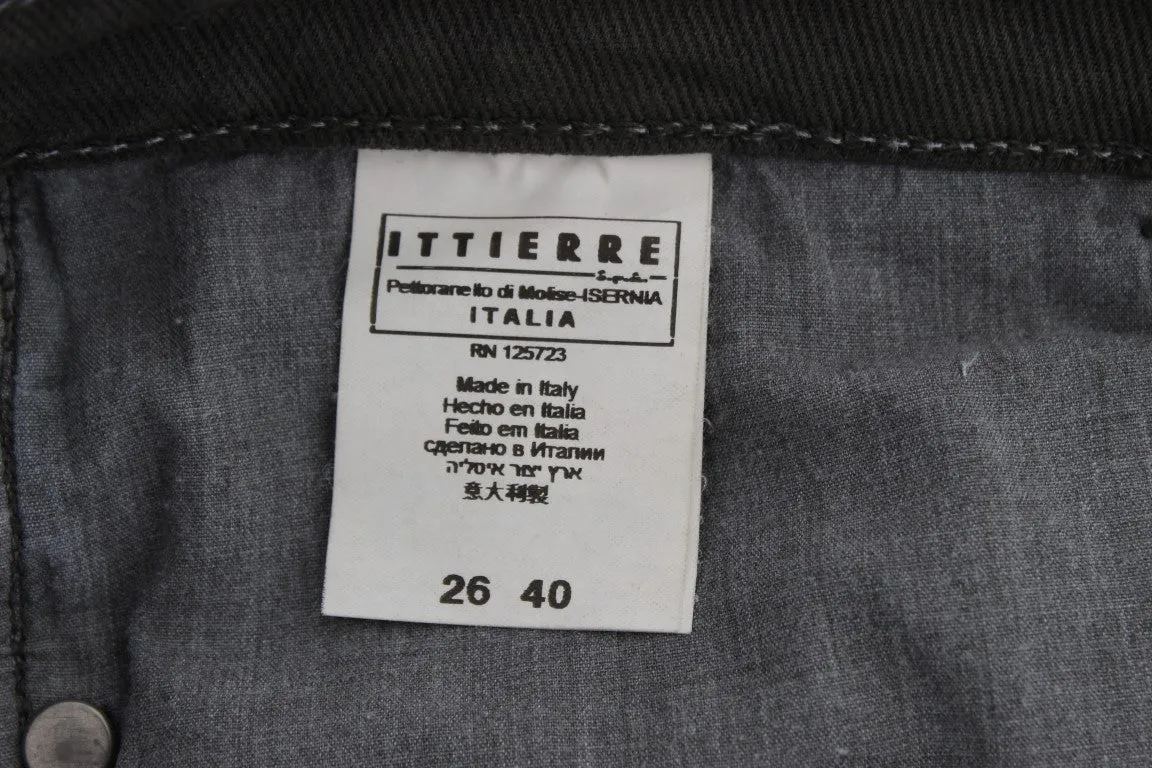 ITTIERRE
S.p.A.
Pettoranello di Molise-ISERNIA
ITALIA
RN 125723
Made in Italy
Hecho en Italia
Feito em Italia
сделано в Италии
ארץ יצור איטליה
意大利製
26 40